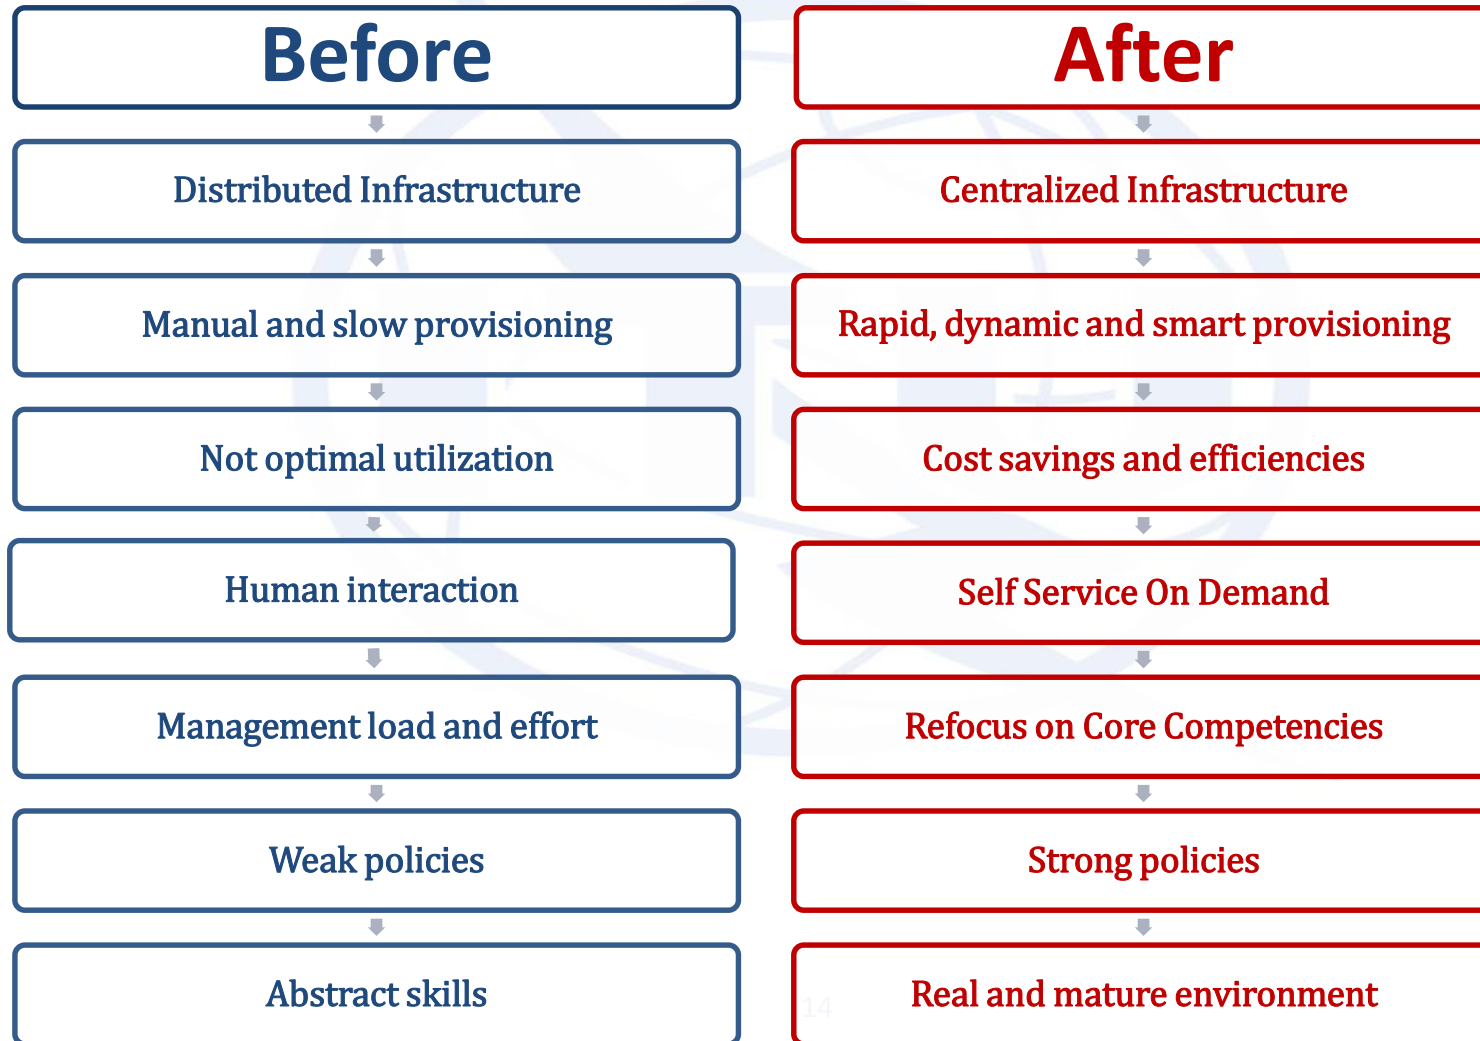 Before
Distributed Infrastructure
Manual and slow provisioning
Not optimal utilization
Human interaction
Management load and effort
Weak policies
Abstract skills
After
Centralized Infrastructure
Rapid, dynamic and smart provisioning
Cost savings and efficiencies
Self Service On Demand
Refocus on Core Competencies
Strong policies
Real and mature environment
14